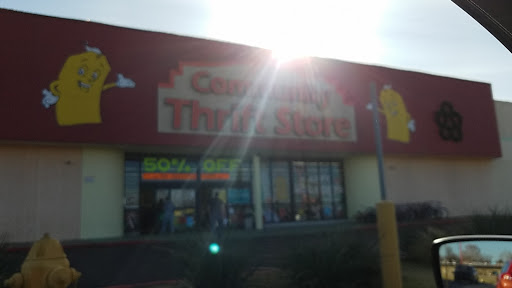 Community
Thrift Store
50% OFF